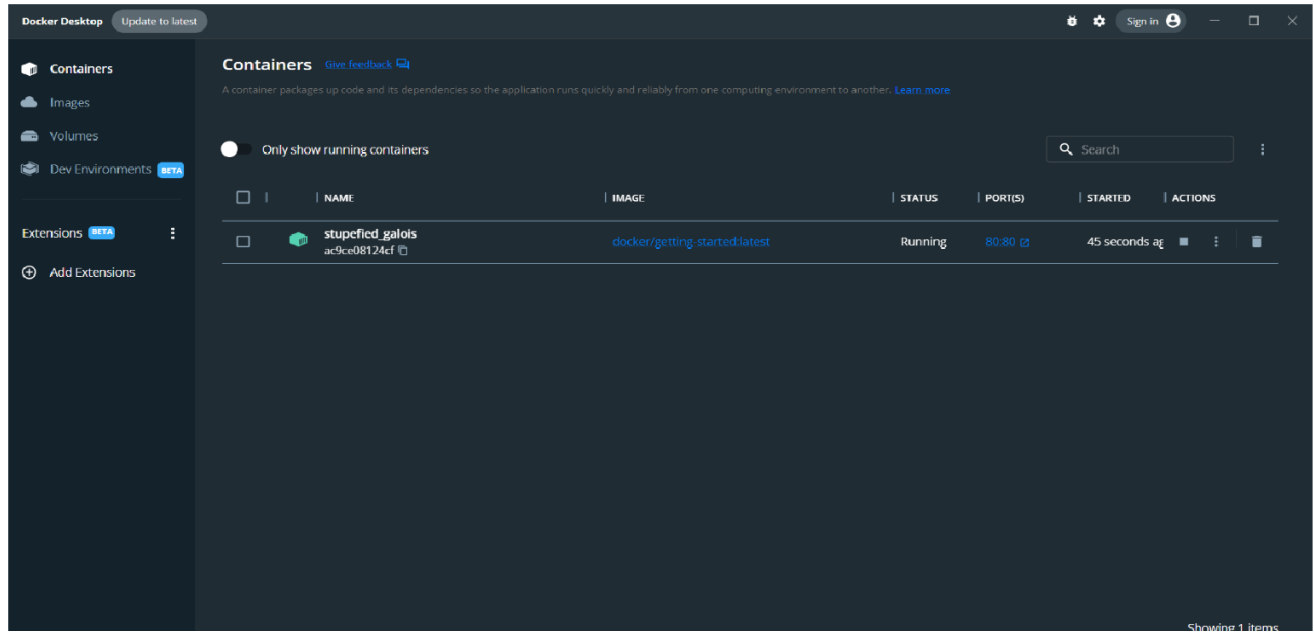 Docker Desktop Update to latest Sign in
Containers
Images
Volumes
Dev Environments BETA
Extensions BETA
Add Extensions
Containers Give feedback
A container packages up code and its dependencies so the application runs quickly and reliably from one computing environment to another. Learn more
Only show running containers
Search
NAME IMAGE STATUS PORT(S) STARTED ACTIONS
stupefied_galois docker/getting-started:latest Running 80:80 45 seconds ag
ac9ce08124cf
Showing 1 items